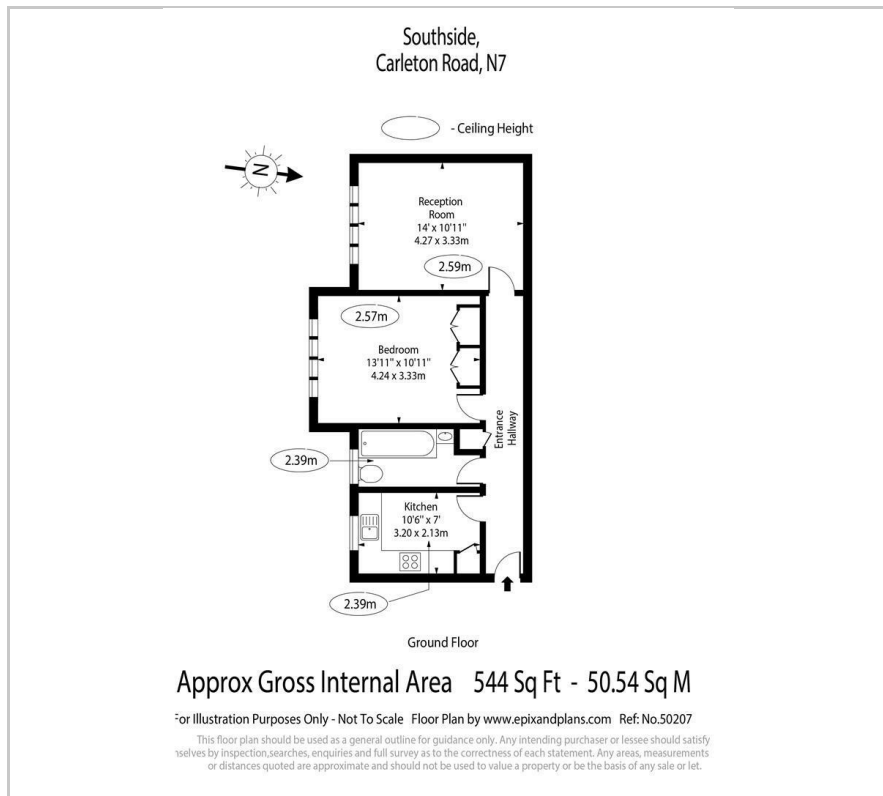 Southside,
Carleton Road, N7
- Ceiling Height
N
Reception
Room
14' x 10'11"
4.27 x 3.33m
2.59m
2.57m
Bedroom
13'11" x 10'11"
4.24 x 3.33m
Entrance
Hallway
2.39m
Kitchen
10'6" x 7'
3.20 x 2.13m
2.39m
Ground Floor
Approx Gross Internal Area 544 Sq Ft - 50.54 Sq M
For Illustration Purposes Only - Not To Scale Floor Plan by www.epixandplans.com Ref: No.50207
This floor plan should be used as a general outline for guidance only. Any intending purchaser or lessee should satisfy
nselves by inspection,searches, enquiries and full survey as to the correctness of each statement. Any areas, measurements
or distances quoted are approximate and should not be used to value a property or be the basis of any sale or let.